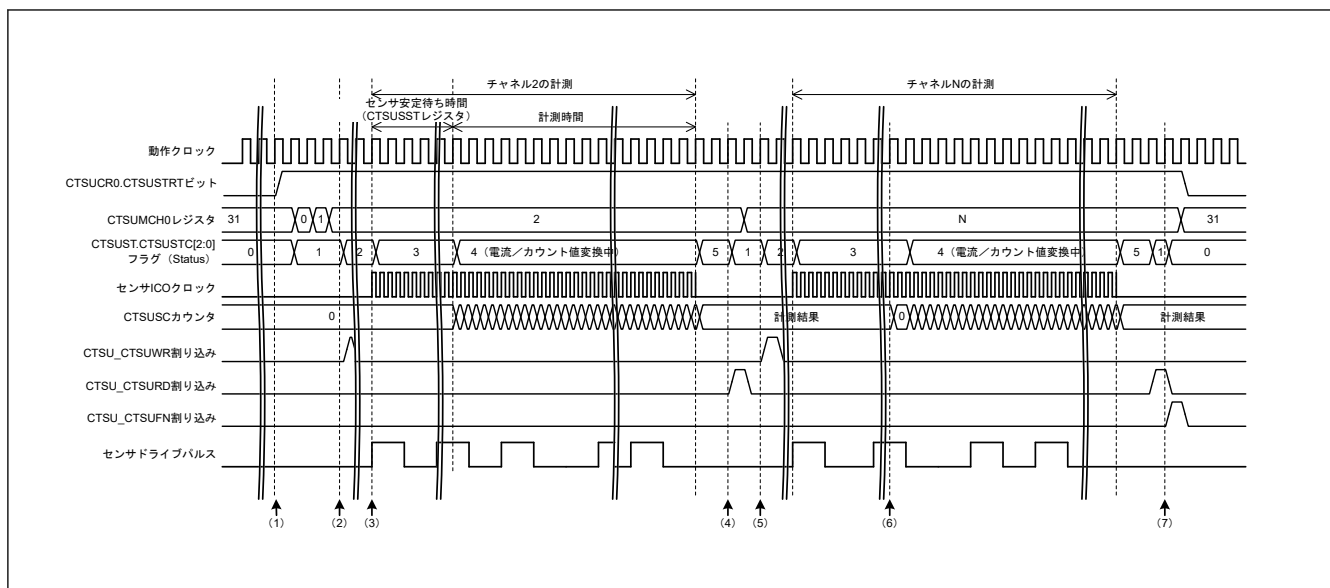 チャネル2の計測
チャネルNの計測
センサ安定待ち時間
(CTSUSSTレジスタ)
計測時間
動作クロック
CTSUCR0.CTSUSTRTビット
CTSUMCH0レジスタ
31
0
1
2
N
31
CTSUST.CTSUSTC[2:0]
フラグ (Status)
0
1
2
3
4 (電流/カウント値変換中)
5
1
2
3
4 (電流/カウント値変換中)
5
1
0
センサICOクロック
CTSUSCカウンタ
0
計測結果
0
計測結果
CTSU_CTSUWR割り込み
CTSU_CTSURD割り込み
CTSU_CTSUFN割り込み
センサドライブパルス
(1)
(2)
(3)
(4)
(5)
(6)
(7)